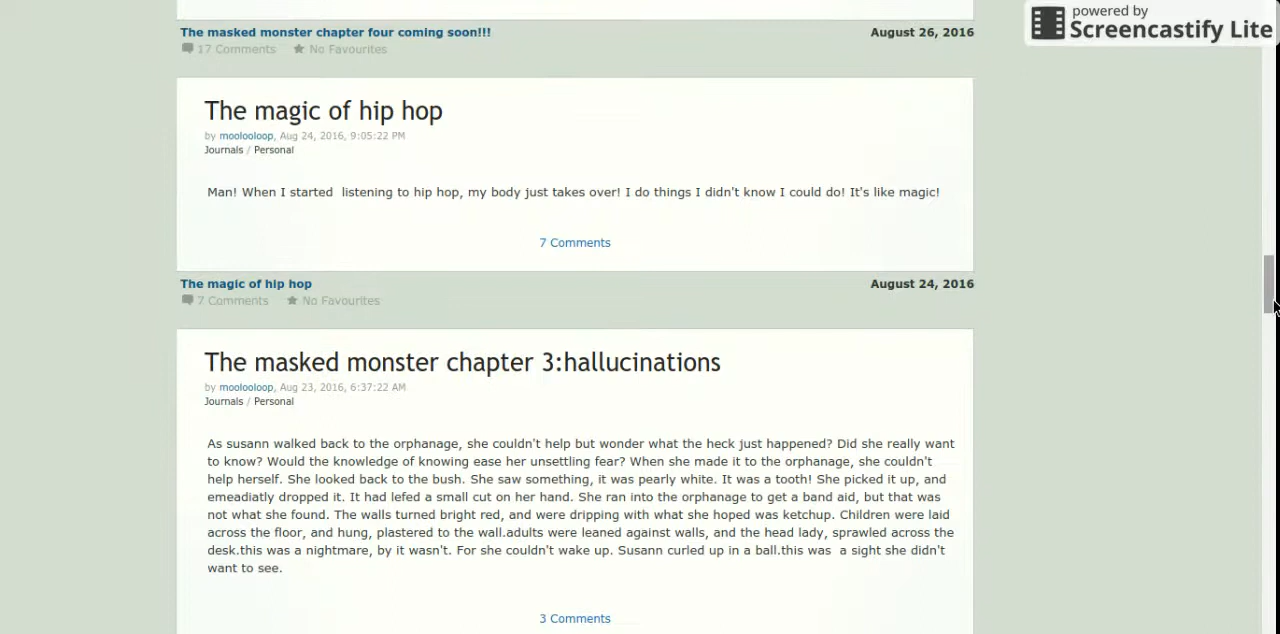 powered by
Screencastify Lite
The masked monster chapter four coming soon!!! August 26, 2016
17 Comments No Favourites
The magic of hip hop
by moolooloop, Aug 24, 2016, 9:05:22 PM
Journals / Personal
Man! When I started  listening to hip hop, my body just takes over! I do things I didn't know I could do! It's like magic!
7 Comments
The magic of hip hop August 24, 2016
7 Comments No Favourites
The masked monster chapter 3:hallucinations
by moolooloop, Aug 23, 2016, 6:37:22 AM
Journals / Personal
As susann walked back to the orphanage, she couldn't help but wonder what the heck just happened? Did she really want
to know? Would the knowledge of knowing ease her unsettling fear? When she made it to the orphanage, she couldn't
help herself. She looked back to the bush. She saw something, it was pearly white. It was a tooth! She picked it up, and
emeadiatly dropped it. It had lefed a small cut on her hand. She ran into the orphanage to get a band aid, but that was
not what she found. The walls turned bright red, and were dripping with what she hoped was ketchup. Children were laid
across the floor, and hung, plastered to the wall.adults were leaned against walls, and the head lady, sprawled across the
desk.this was a nightmare, by it wasn't. For she couldn't wake up. Susann curled up in a ball.this was  a sight she didn't
want to see.
3 Comments